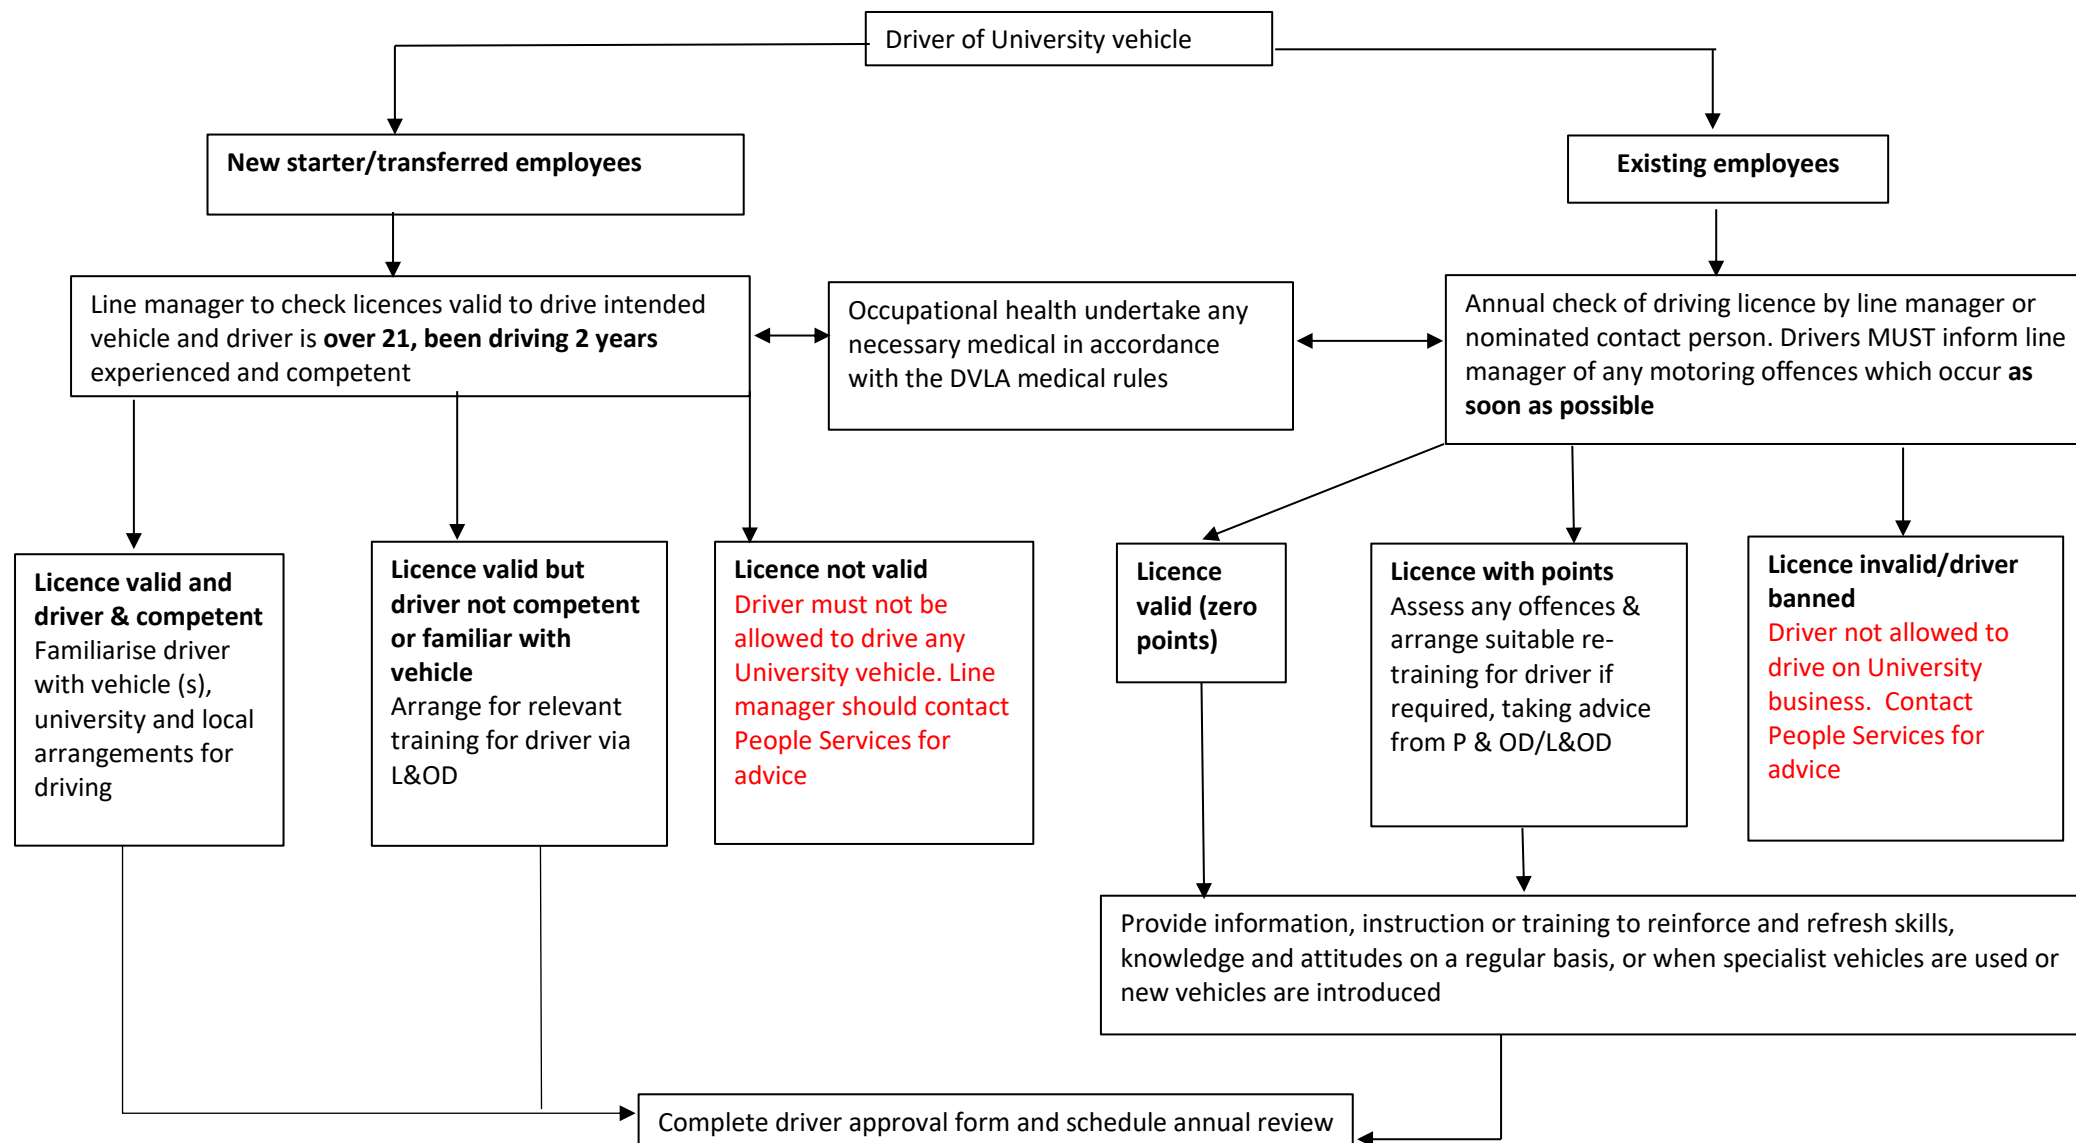 Driver of University vehicle
New starter/transferred employees
Existing employees
Line manager to check licences valid to drive intended
vehicle and driver is over 21, been driving 2 years
experienced and competent
Occupational health undertake any
necessary medical in accordance
with the DVLA medical rules
Annual check of driving licence by line manager or
nominated contact person. Drivers MUST inform line
manager of any motoring offences which occur as
soon as possible
Licence valid and
driver & competent
Familiarise driver
with vehicle (s),
university and local
arrangements for
driving
Licence valid but
driver not competent
or familiar with
vehicle
Arrange for relevant
training for driver via
L&OD
Licence not valid
Driver must not be
allowed to drive any
University vehicle. Line
manager should contact
People Services for
advice
Licence
valid (zero
points)
Licence with points
Assess any offences &
arrange suitable re-
training for driver if
required, taking advice
from P & OD/L&OD
Licence invalid/driver
banned
Driver not allowed to
drive on University
business.  Contact
People Services for
advice
Provide information, instruction or training to reinforce and refresh skills,
knowledge and attitudes on a regular basis, or when specialist vehicles are used or
new vehicles are introduced
Complete driver approval form and schedule annual review